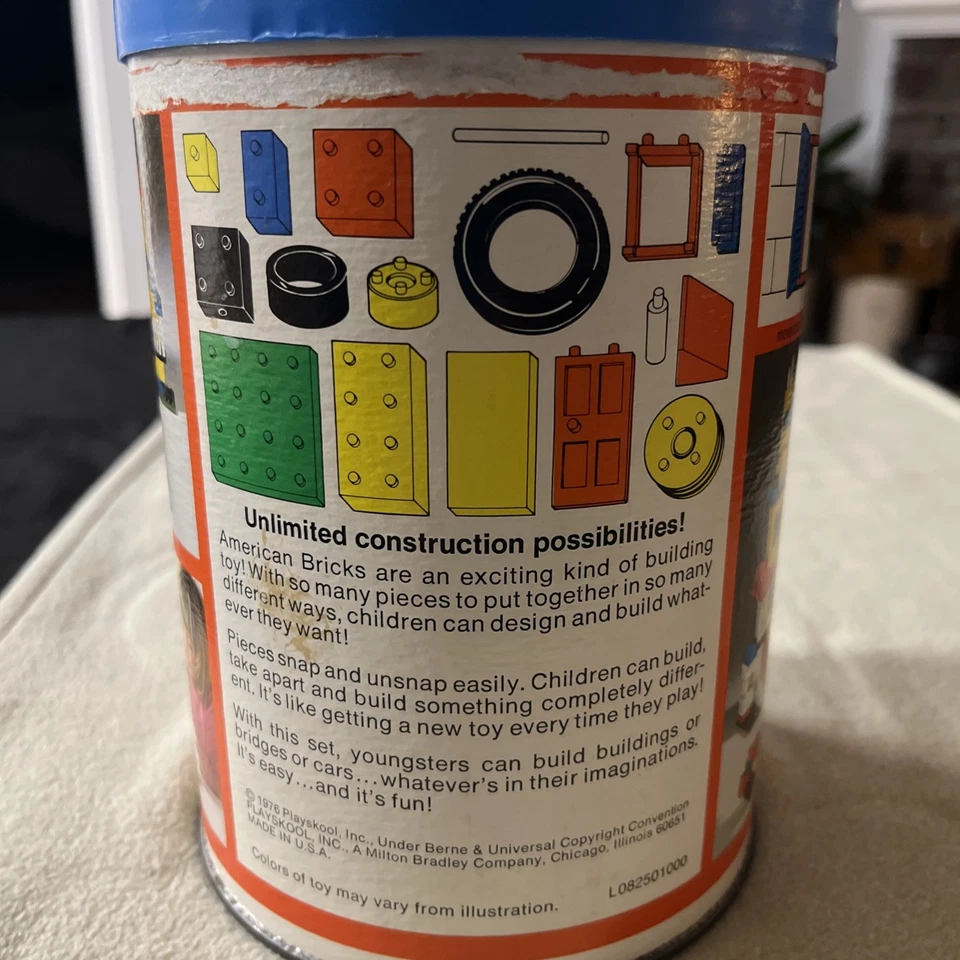 Unlimited construction possibilities!
American Bricks are an exciting kind of building
toy! With so many pieces to put together in so many
different ways, children can design and build what-
ever they want!
Pieces snap and unsnap easily. Children can build,
take apart and build something completely differ-
ent. It's like getting a new toy every time they play!
With this set, youngsters can build buildings or
bridges or cars...whatever's in their imaginations.
It's easy...and it's fun!
© 1976 Playskool, Inc., Under Berne & Universal Copyright Convention
PLAYSKOOL, INC., A Milton Bradley Company, Chicago, Illinois 60651
MADE IN U.S.A.
Colors of toy may vary from illustration.
L082501000